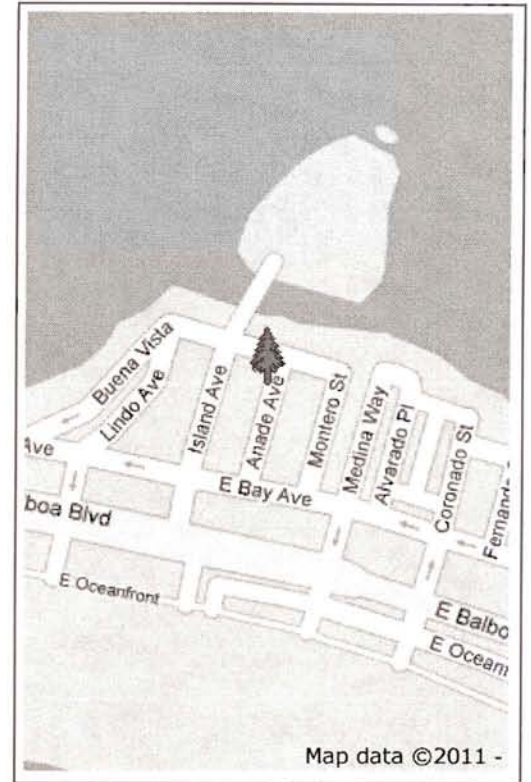 Buena Vista
Lindo Ave
Island Ave
Anade Ave
Montero St
Medina Way
Alvarado Pl
Coronado St
Ave
E Bay Ave
boa Blvd
E Oceanfront
E Balbo
E Ocean
Map data ©2011 -